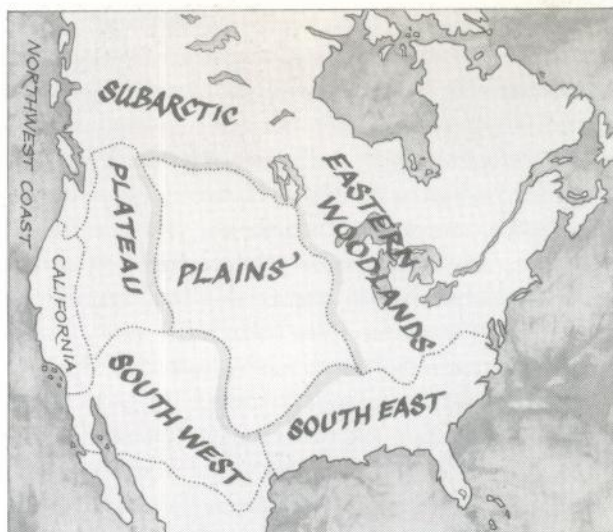 NORTHWEST COAST
SUBARCTIC
PLATEAU
PLAINS
EASTERN
WOODLANDS
CALIFORNIA
SOUTH WEST
SOUTH EAST